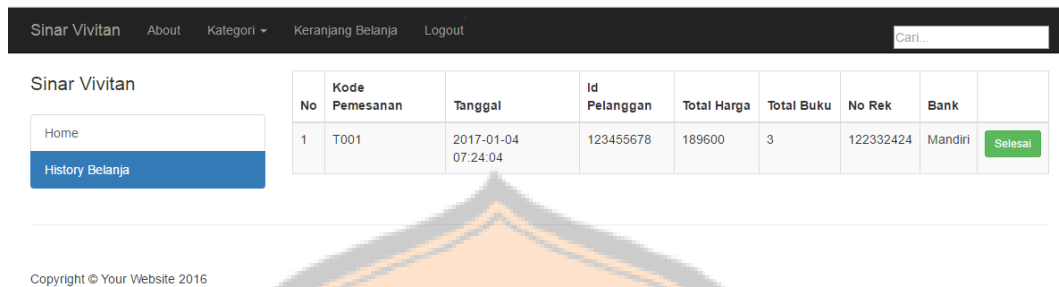 Sinar Vivitan About Kategori Keranjang Belanja Logout Cari...
Sinar Vivitan
Home
History Belanja
No Kode Pemesanan Tanggal Id Pelanggan Total Harga Total Buku No Rek Bank
1 T001 2017-01-04 07:24:04 123455678 189600 3 122332424 Mandiri Selesai
Copyright © Your Website 2016